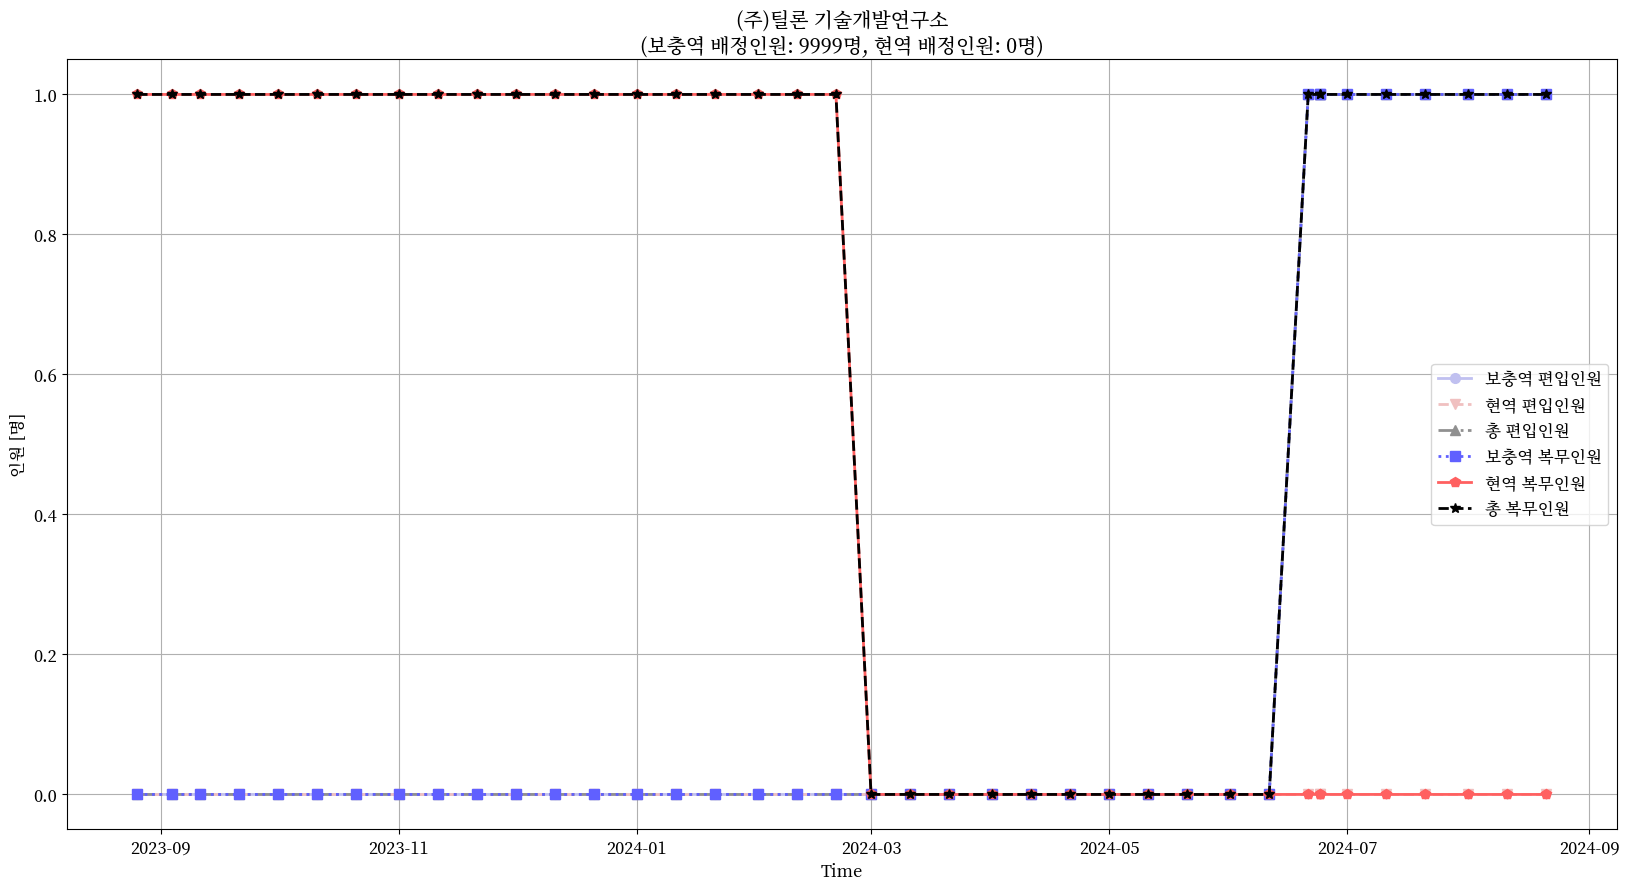 (주)틸론 기술개발연구소
(보충역 배정인원: 9999명, 현역 배정인원: 0명)
1.0
0.8
0.6
0.4
0.2
0.0
인원 [명]
보충역 편입인원
현역 편입인원
총 편입인원
보충역 복무인원
현역 복무인원
총 복무인원
2023-09
2023-11
2024-01
2024-03
2024-05
2024-07
2024-09
Time